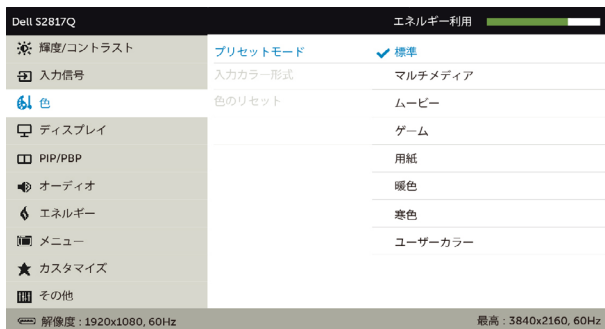 Dell S2817Q エネルギー利用
輝度/コントラスト プリセットモード 標準
入力信号 入力カラー形式 マルチメディア
色 色のリセット ムービー
ディスプレイ ゲーム
PIP/PBP 用紙
オーディオ 暖色
エネルギー 寒色
メニュー ユーザーカラー
カスタマイズ
その他
解像度 : 1920x1080, 60Hz 最高 : 3840x2160, 60Hz